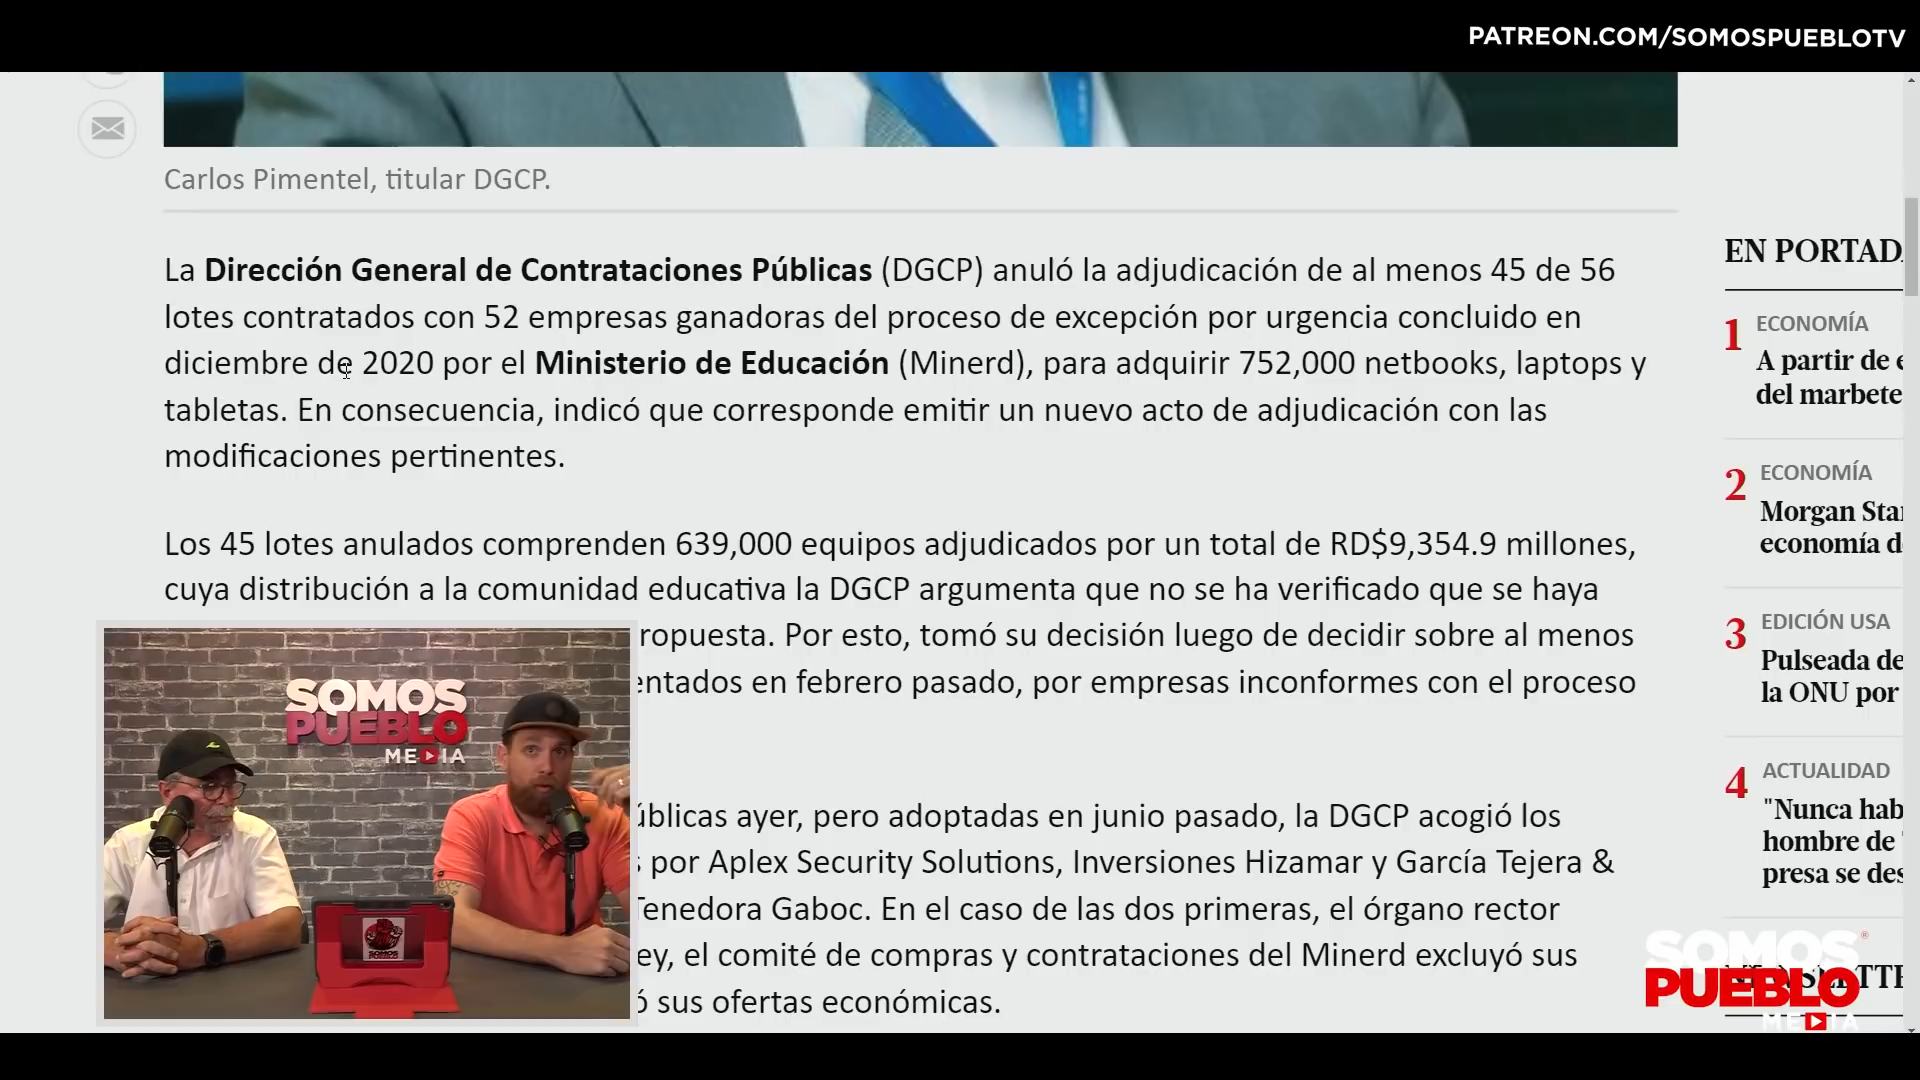 PATREON.COM/SOMOSPUEBLOTV
Carlos Pimentel, titular DGCP.
La Dirección General de Contrataciones Públicas (DGCP) anuló la adjudicación de al menos 45 de 56
lotes contratados con 52 empresas ganadoras del proceso de excepción por urgencia concluido en
diciembre de 2020 por el Ministerio de Educación (Minerd), para adquirir 752,000 netbooks, laptops y
tabletas. En consecuencia, indicó que corresponde emitir un nuevo acto de adjudicación con las
modificaciones pertinentes.
Los 45 lotes anulados comprenden 639,000 equipos adjudicados por un total de RD$9,354.9 millones,
cuya distribución a la comunidad educativa la DGCP argumenta que no se ha verificado que se haya
ropuesta. Por esto, tomó su decisión luego de decidir sobre al menos
entados en febrero pasado, por empresas inconformes con el proceso
úblicas ayer, pero adoptadas en junio pasado, la DGCP acogió los
s por Aplex Security Solutions, Inversiones Hizamar y García Tejera &
Tenedora Gaboc. En el caso de las dos primeras, el órgano rector
ey, el comité de compras y contrataciones del Minerd excluyó sus
ó sus ofertas económicas.
EN PORTAD
1 ECONOMÍA
A partir de e
del marbete
2 ECONOMÍA
Morgan Star
economía d
3 EDICIÓN USA
Pulseada de
la ONU por
4 ACTUALIDAD
"Nunca hab
hombre de
presa se des
SOMOS
PUEBLO
MEDIA
SOMOS
PUEBLO
MEDIA